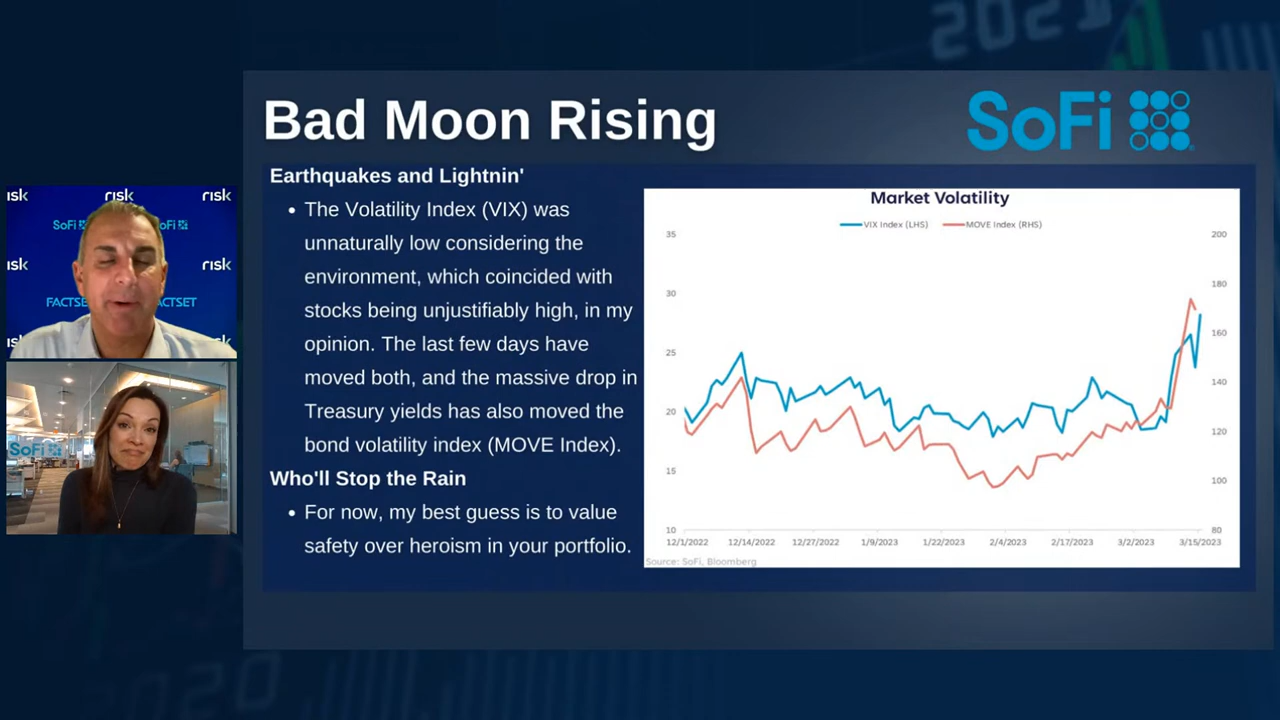 2021
Bad Moon Rising
SoFi
Earthquakes and Lightnin'
• The Volatility Index (VIX) was
unnaturally low considering the
environment, which coincided with
stocks being unjustifiably high, in my
opinion. The last few days have
moved both, and the massive drop in
Treasury yields has also moved the
bond volatility index (MOVE Index).
Who'll Stop the Rain
• For now, my best guess is to value
safety over heroism in your portfolio.
Market Volatility
VIX Index (LHS) MOVE Index (RHS)
35
30
25
20
15
10
200
180
160
140
120
100
80
12/1/2022 12/14/2022 12/27/2022 1/9/2023 1/22/2023 2/4/2023 2/17/2023 3/2/2023 3/15/2023
Source: SoFi, Bloomberg
isk risk risk
SoFi SoFi
isk risk
FACTSE ACTSET
SoFi
2020